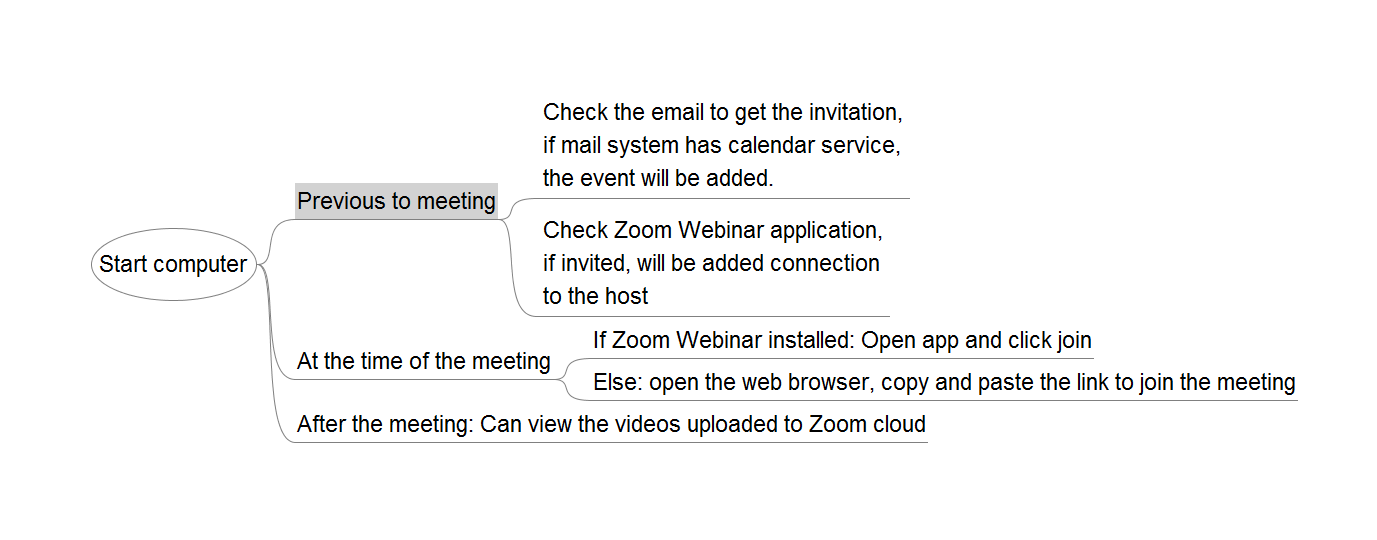 Start computer
Previous to meeting
Check the email to get the invitation,
if mail system has calendar service,
the event will be added.
Check Zoom Webinar application,
if invited, will be added connection
to the host
At the time of the meeting
If Zoom Webinar installed: Open app and click join
Else: open the web browser, copy and paste the link to join the meeting
After the meeting: Can view the videos uploaded to Zoom cloud